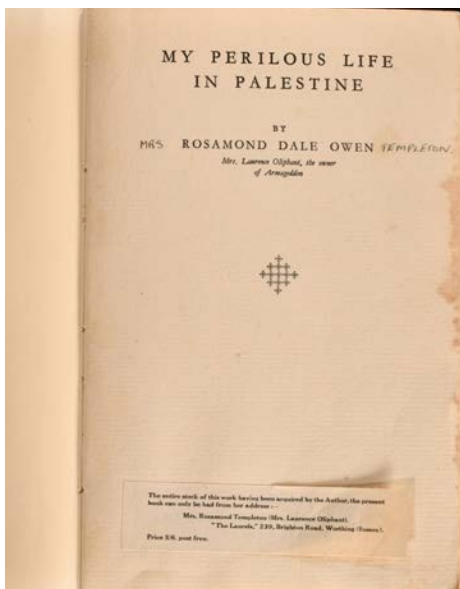 MY PERILOUS LIFE
IN PALESTINE
BY
MRS ROSAMOND DALE OWEN TEMPLETON.
Mrs. Laurence Oliphant, the owner
of Armageddon
The entire stock of this work having been acquired by the Author, the present
book can only be had from her address :-
Mrs. Rosamond Templeton (Mrs. Laurence Oliphant),
"The Laurels," 239, Brighton Road, Worthing (Sussex).
Price 2/6. post free.